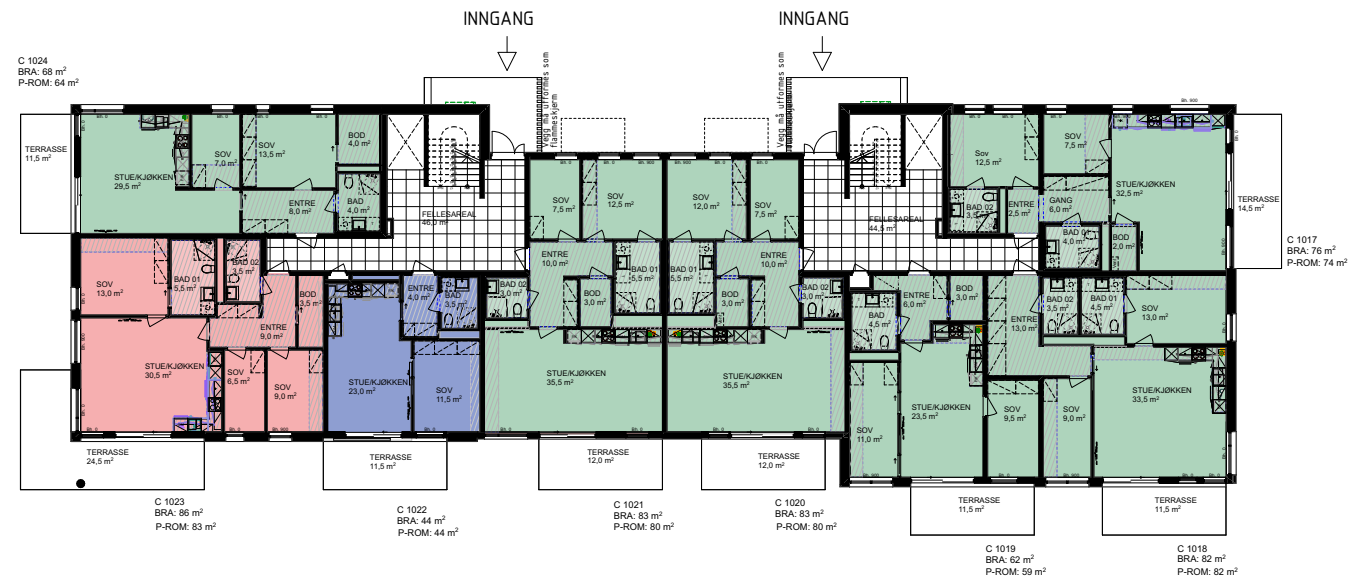 INNGANG
INNGANG
Vegg må utformes som
flammeskjerm
Vegg må utformes som
flammeskjerm
C 1024
BRA: 68 m²
P-ROM: 64 m²
TERRASSE
11,5 m²
STUE/KJØKKEN
29,5 m²
SOV
7,0 m²
SOV
13,5 m²
BOD
4,0 m²
ENTRE
8,0 m²
BAD
4,0 m²
FELLESAREAL
46,0 m²
SOV
7,5 m²
SOV
12,5 m²
SOV
12,0 m²
SOV
7,5 m²
FELLESAREAL
44,5 m²
Sov
12,5 m²
SOV
7,5 m²
STUE/KJØKKEN
32,5 m²
BAD 02
3,5 m²
ENTRE
2,5 m²
GANG
6,0 m²
BAD 01
4,0 m²
BOD
2,0 m²
TERRASSE
14,5 m²
C 1017
BRA: 76 m²
P-ROM: 74 m²
SOV
13,0 m²
BAD 01
5,5 m²
BAD 02
3,5 m²
BOD
3,5 m²
ENTRE
9,0 m²
STUE/KJØKKEN
30,5 m²
SOV
6,5 m²
SOV
9,0 m²
ENTRE
4,0 m²
BAD
3,5 m²
STUE/KJØKKEN
23,0 m²
SOV
11,5 m²
ENTRE
10,0 m²
BAD 02
3,0 m²
BOD
3,0 m²
BAD 01
5,5 m²
STUE/KJØKKEN
35,5 m²
BAD 01
5,5 m²
BOD
3,0 m²
ENTRE
10,0 m²
BAD 02
3,0 m²
STUE/KJØKKEN
35,5 m²
BAD
4,5 m²
ENTRE
6,0 m²
BOD
3,0 m²
STUE/KJØKKEN
23,5 m²
SOV
11,0 m²
ENTRE
13,0 m²
BAD 02
3,5 m²
BAD 01
4,5 m²
SOV
13,0 m²
SOV
9,5 m²
SOV
9,0 m²
STUE/KJØKKEN
33,5 m²
TERRASSE
24,5 m²
TERRASSE
11,5 m²
TERRASSE
12,0 m²
TERRASSE
12,0 m²
TERRASSE
11,5 m²
TERRASSE
11,5 m²
C 1023
BRA: 86 m²
P-ROM: 83 m²
C 1022
BRA: 44 m²
P-ROM: 44 m²
C 1021
BRA: 83 m²
P-ROM: 80 m²
C 1020
BRA: 83 m²
P-ROM: 80 m²
C 1019
BRA: 62 m²
P-ROM: 59 m²
C 1018
BRA: 82 m²
P-ROM: 82 m²